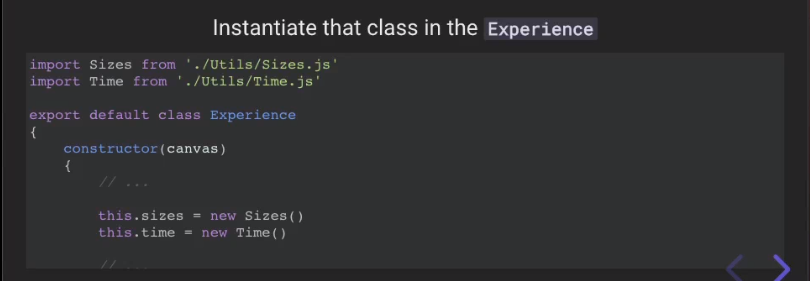 Instantiate that class in the Experience
import Sizes from './Utils/Sizes.js'
import Time from './Utils/Time.js'
export default class Experience
{
constructor(canvas)
{
// ...
this.sizes = new Sizes()
this.time = new Time()
// ...